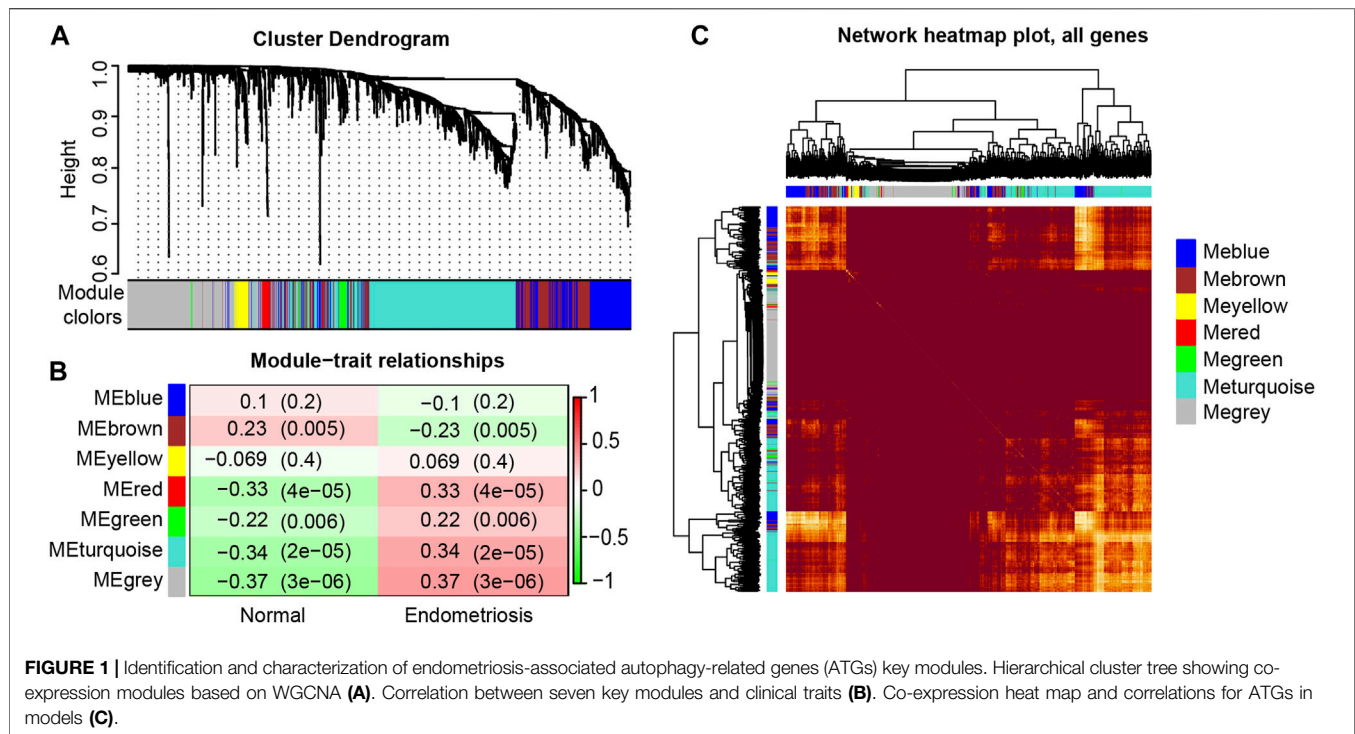 A
Cluster Dendrogram
Height
1.0
0.9
0.8
0.7
0.6
Module
clolors
B
Module−trait relationships
MEblue 0.1 (0.2) −0.1 (0.2)
MEbrown 0.23 (0.005) −0.23 (0.005)
MEyellow −0.069 (0.4) 0.069 (0.4)
MEred −0.33 (4e−05) 0.33 (4e−05)
MEgreen −0.22 (0.006) 0.22 (0.006)
MEturquoise −0.34 (2e−05) 0.34 (2e−05)
MEgrey −0.37 (3e−06) 0.37 (3e−06)
Normal Endometriosis
1
0.5
0
−0.5
−1
C
Network heatmap plot, all genes
Meblue
Mebrown
Meyellow
Mered
Megreen
Meturquoise
Megrey
FIGURE 1 | Identification and characterization of endometriosis-associated autophagy-related genes (ATGs) key modules. Hierarchical cluster tree showing co-
expression modules based on WGCNA (A). Correlation between seven key modules and clinical traits (B). Co-expression heat map and correlations for ATGs in
models (C).